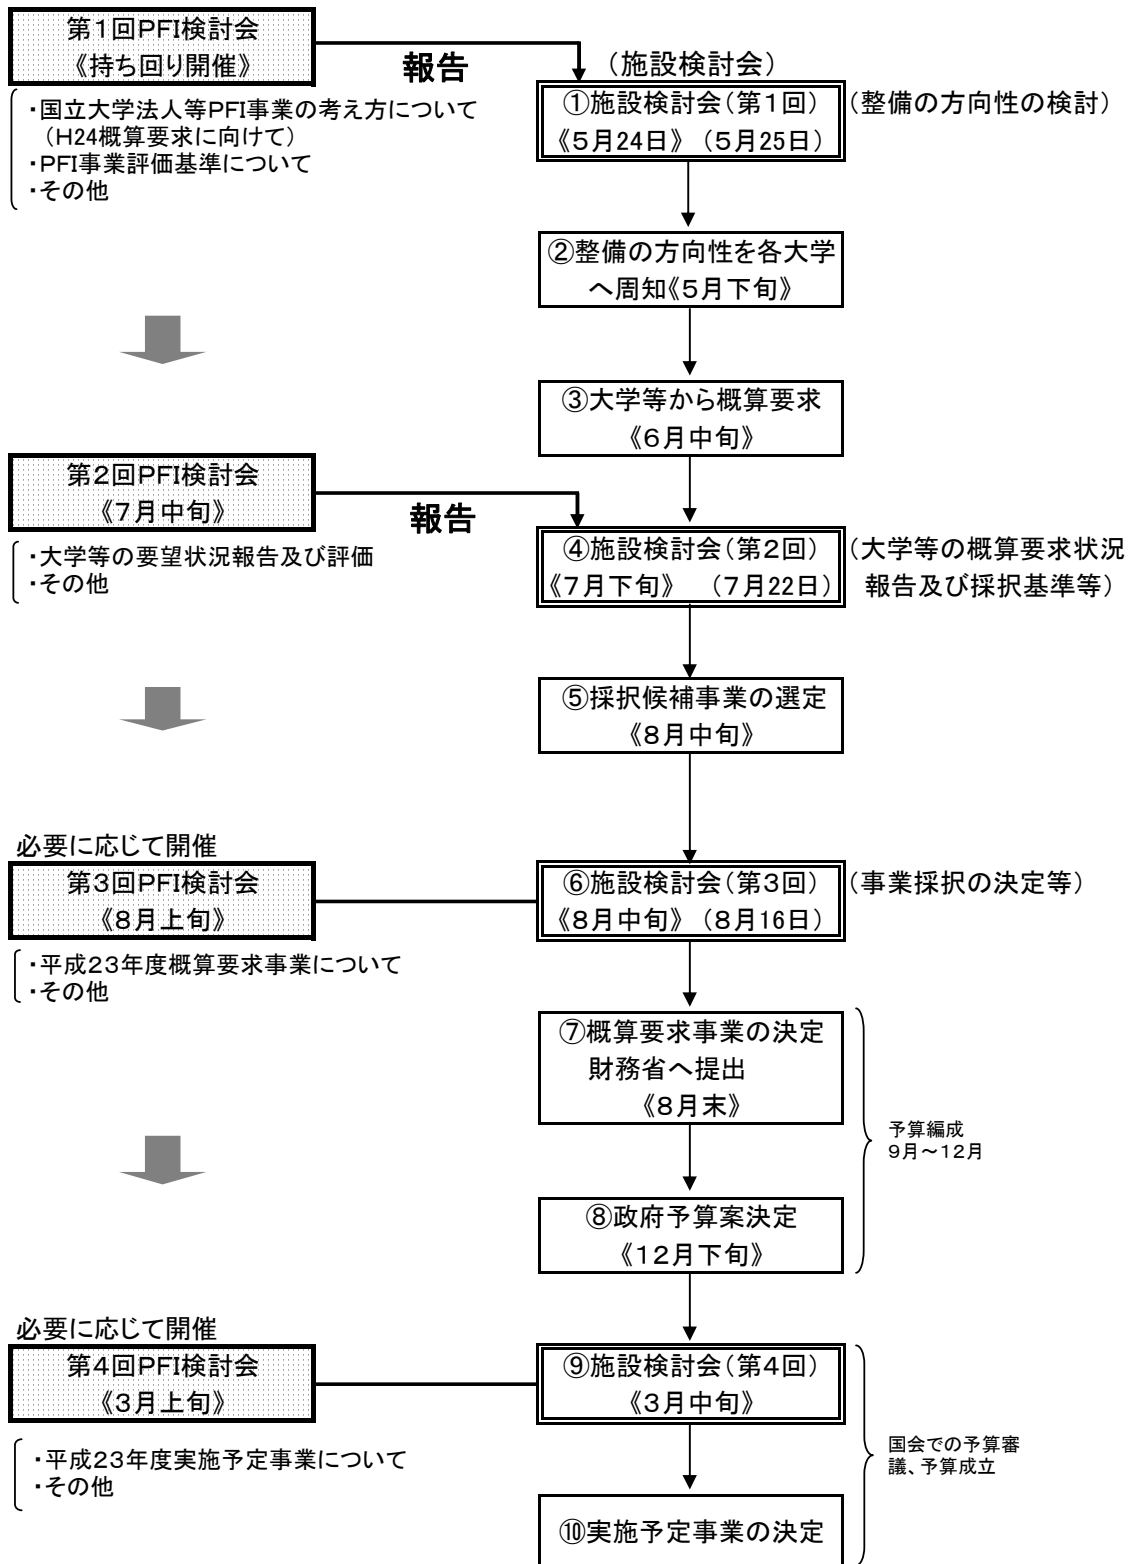 第1回PFI検討会
《持ち回り開催》
報告
(施設検討会)
・国立大学法人等PFI事業の考え方について
(H24概算要求に向けて)
・PFI事業評価基準について
・その他
①施設検討会(第1回)
《5月24日》(5月25日)
(整備の方向性の検討)
②整備の方向性を各大学
へ周知《5月下旬》
③大学等から概算要求
《6月中旬》
第2回PFI検討会
《7月中旬》
報告
・大学等の要望状況報告及び評価
・その他
④施設検討会(第2回)
《7月下旬》 (7月22日)
(大学等の概算要求状況
報告及び採択基準等)
⑤採択候補事業の選定
《8月中旬》
必要に応じて開催
第3回PFI検討会
《8月上旬》
・平成23年度概算要求事業について
・その他
⑥施設検討会(第3回)
《8月中旬》(8月16日)
(事業採択の決定等)
⑦概算要求事業の決定
財務省へ提出
《8月末》
予算編成
9月~12月
⑧政府予算案決定
《12月下旬》
必要に応じて開催
第4回PFI検討会
《3月上旬》
・平成23年度実施予定事業について
・その他
⑨施設検討会(第4回)
《3月中旬》
国会での予算審
議、予算成立
⑩実施予定事業の決定